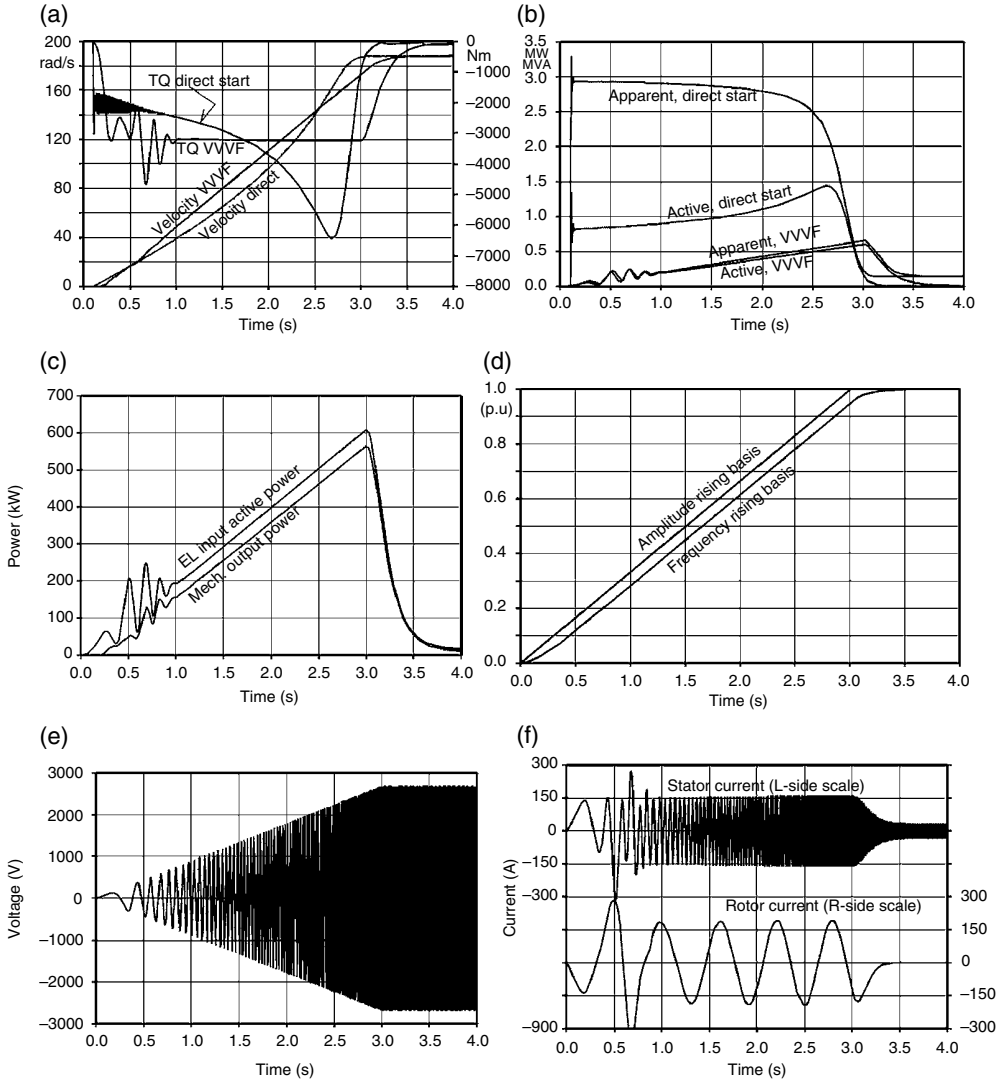 (a)
200
rad/s
160
120
80
40
0
0
Nm
–1000
–2000
–3000
–4000
–5000
–6000
–7000
–8000
TQ direct start
TQ VVVF
Velocity VVVF
Velocity direct
0.0 0.5 1.0 1.5 2.0 2.5 3.0 3.5 4.0
Time (s)
(b)
3.5
MW
MVA
3.0
2.5
2.0
1.5
1.0
0.5
0.0
Apparent, direct start
Active, direct start
Apparent, VVVF
Active, VVVF
0.0 0.5 1.0 1.5 2.0 2.5 3.0 3.5 4.0
Time (s)
(c)
700
600
500
400
300
200
100
0
Power (kW)
EL input active power
Mech. output power
0.0 0.5 1.0 1.5 2.0 2.5 3.0 3.5 4.0
Time (s)
(d)
1.0
(p.u)
0.8
0.6
0.4
0.2
0.0
Amplitude rising basis
Frequency rising basis
0.0 0.5 1.0 1.5 2.0 2.5 3.0 3.5 4.0
Time (s)
(e)
3000
2000
1000
0
–1000
–2000
–3000
Voltage (V)
0.0 0.5 1.0 1.5 2.0 2.5 3.0 3.5 4.0
Time (s)
(f)
300
150
0
–150
–300
–900
Current (A)
Stator current (L-side scale)
Rotor current (R-side scale)
300
150
0
–150
–300
0.0 0.5 1.0 1.5 2.0 2.5 3.0 3.5 4.0
Time (s)